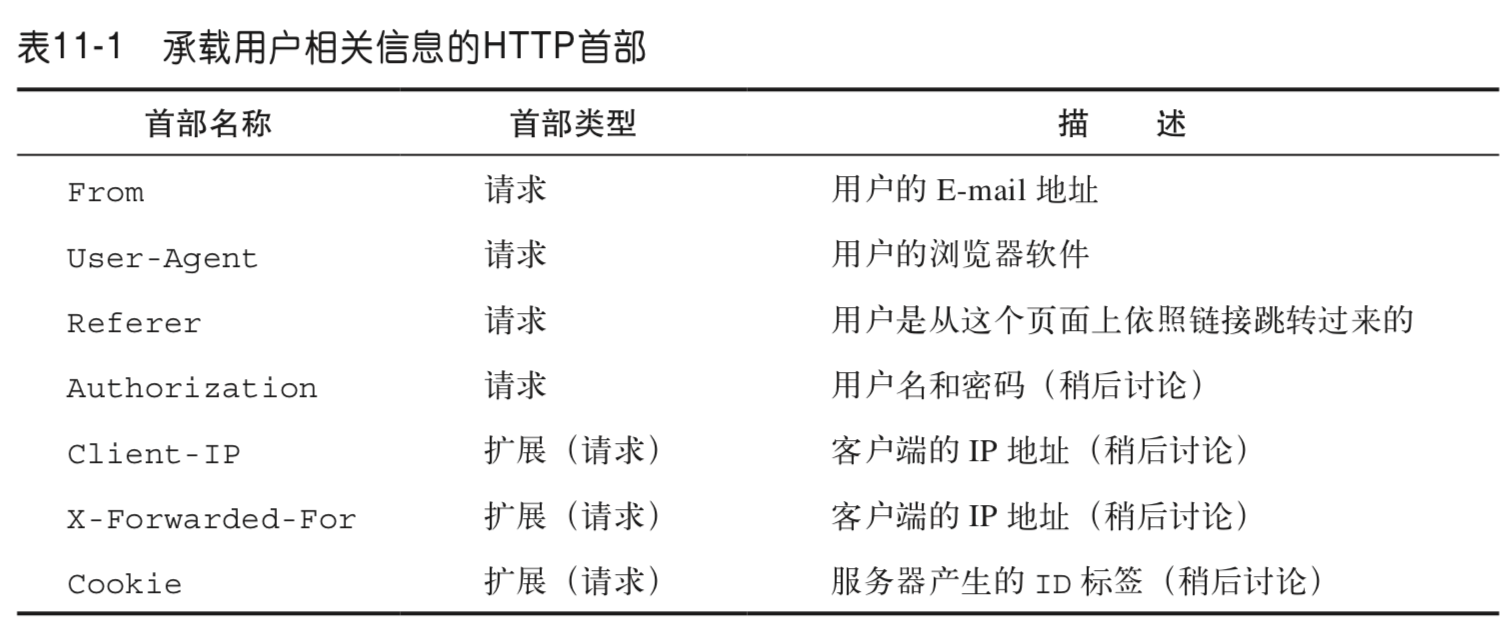 表11-1 承载用户相关信息的HTTP首部
首部名称 首部类型 描 述
From 请求 用户的 E-mail 地址
User-Agent 请求 用户的浏览器软件
Referer 请求 用户是从这个页面上依照链接跳转过来的
Authorization 请求 用户名和密码（稍后讨论）
Client-IP 扩展（请求） 客户端的 IP 地址（稍后讨论）
X-Forwarded-For 扩展（请求） 客户端的 IP 地址（稍后讨论）
Cookie 扩展（请求） 服务器产生的 ID 标签（稍后讨论）